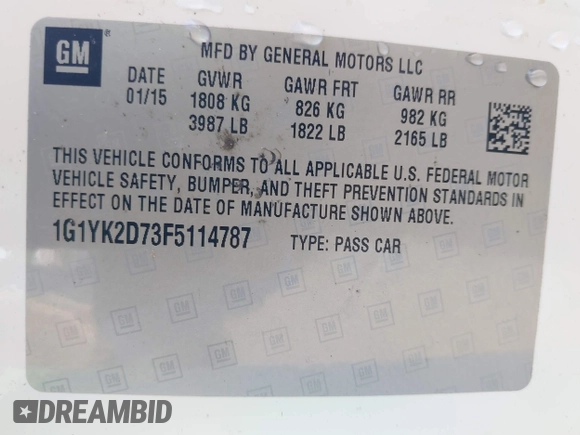 GM
MFD BY GENERAL MOTORS LLC
DATE GVWR GAWR FRT GAWR RR
01/15 1808 KG 826 KG 982 KG
3987 LB 1822 LB 2165 LB
THIS VEHICLE CONFORMS TO ALL APPLICABLE U.S. FEDERAL MOTOR
VEHICLE SAFETY, BUMPER, AND THEFT PREVENTION STANDARDS IN
EFFECT ON THE DATE OF MANUFACTURE SHOWN ABOVE.
1G1YK2D73F5114787 TYPE: PASS CAR
DREAMBID